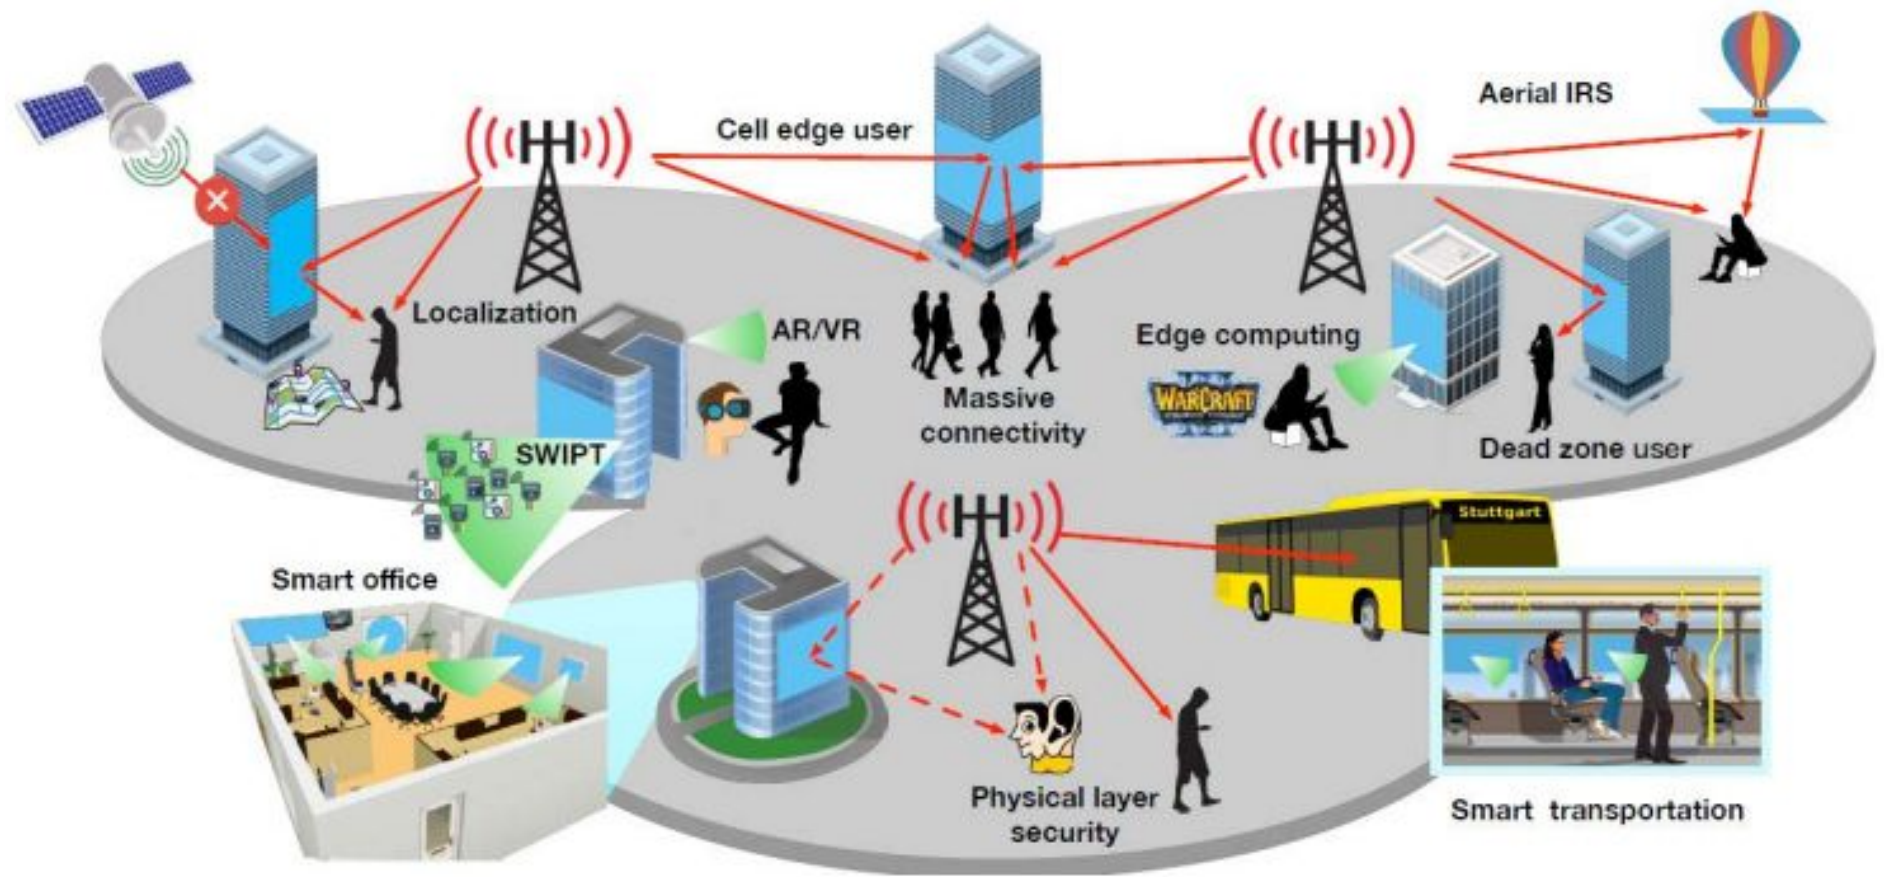 Aerial IRS
Cell edge user
Localization
AR/VR
Edge computing
WARCRAFT
Massive
connectivity
SWIPT
Dead zone user
Stuttgart
Smart office
Physical layer
security
Smart transportation